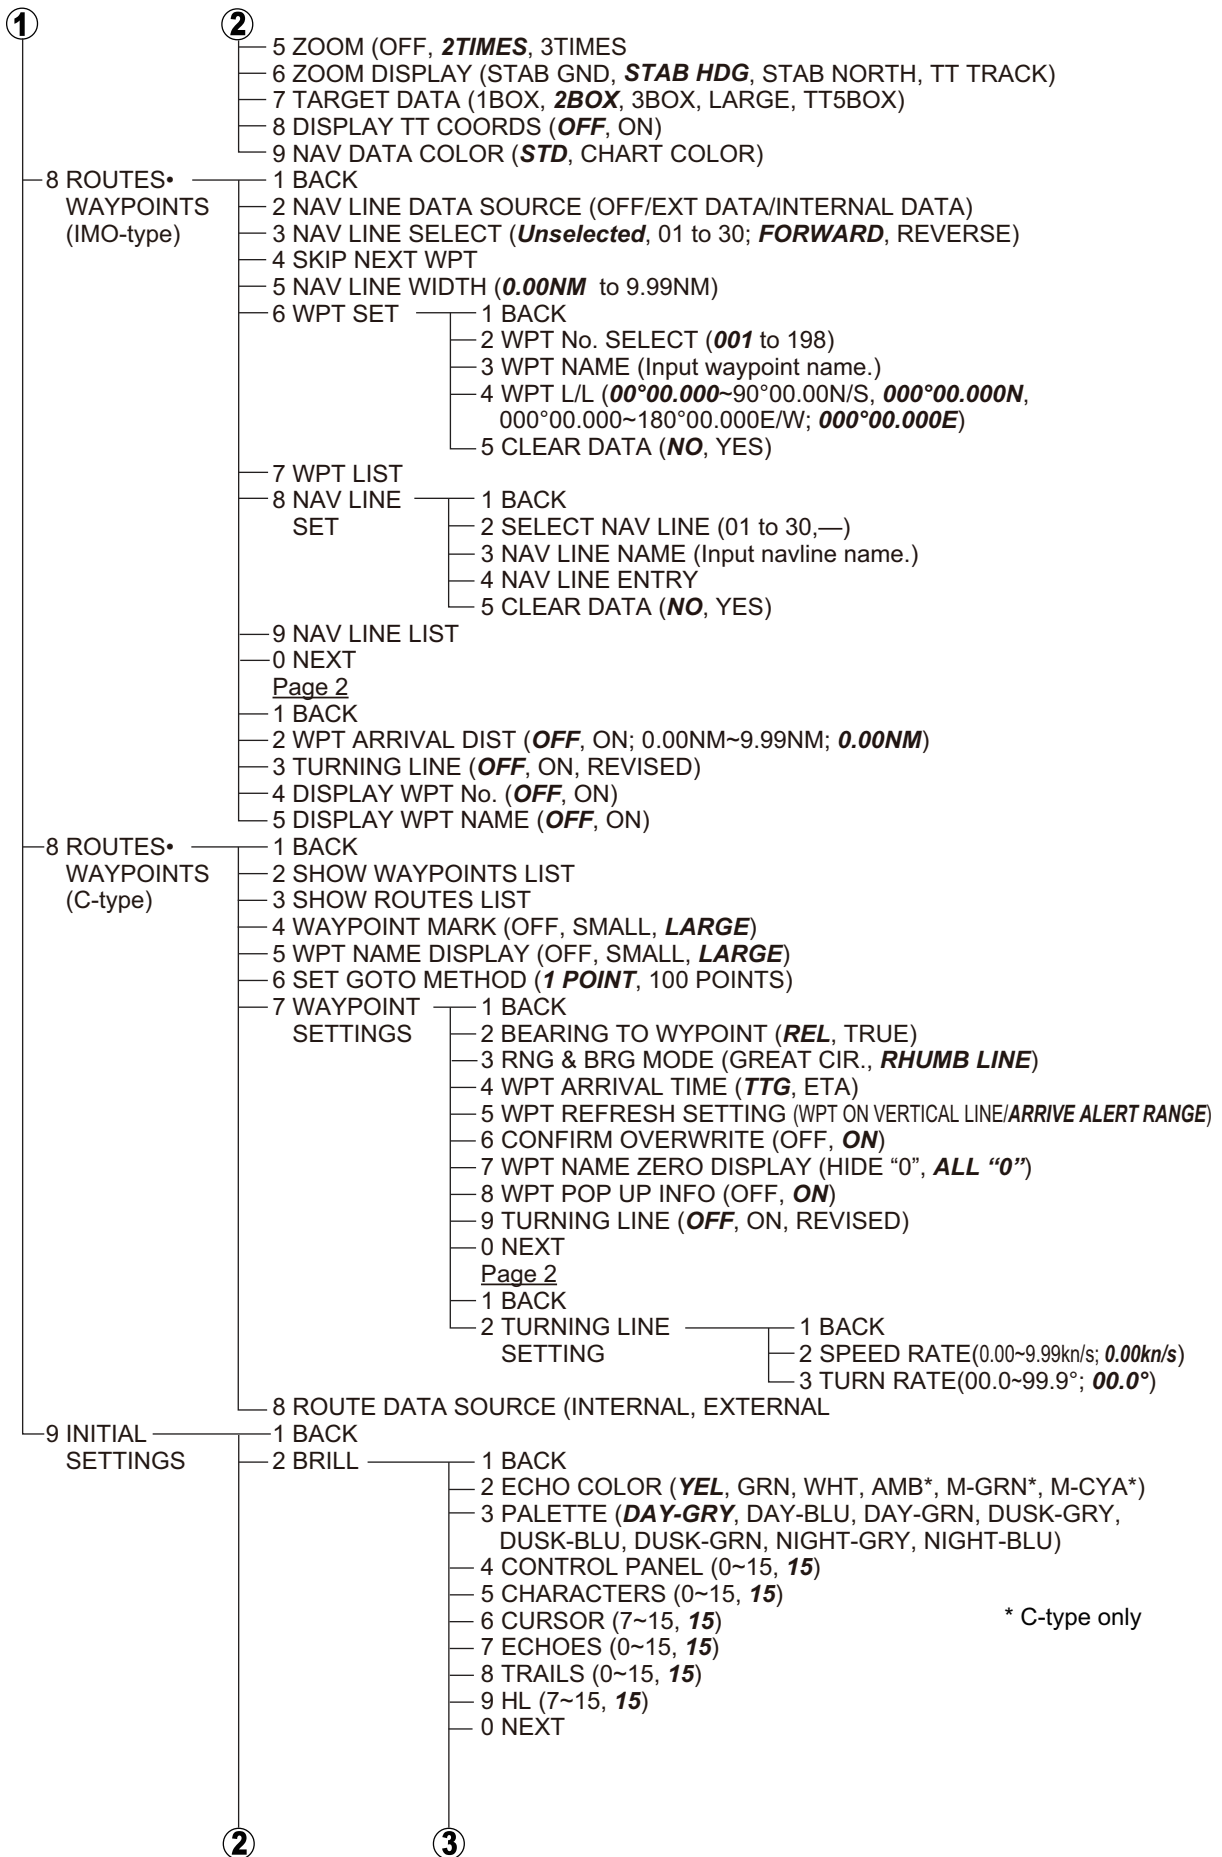 1 2
5 ZOOM (OFF, 2TIMES, 3TIMES
6 ZOOM DISPLAY (STAB GND, STAB HDG, STAB NORTH, TT TRACK)
7 TARGET DATA (1BOX, 2BOX, 3BOX, LARGE, TT5BOX)
8 DISPLAY TT COORDS (OFF, ON)
9 NAV DATA COLOR (STD, CHART COLOR)
8 ROUTES•
WAYPOINTS
(IMO-type)
1 BACK
2 NAV LINE DATA SOURCE (OFF/EXT DATA/INTERNAL DATA)
3 NAV LINE SELECT (Unselected, 01 to 30; FORWARD, REVERSE)
4 SKIP NEXT WPT
5 NAV LINE WIDTH (0.00NM to 9.99NM)
6 WPT SET
1 BACK
2 WPT No. SELECT (001 to 198)
3 WPT NAME (Input waypoint name.)
4 WPT L/L (00°00.000~90°00.00N/S, 000°00.000N,
000°00.000~180°00.000E/W; 000°00.000E)
5 CLEAR DATA (NO, YES)
7 WPT LIST
8 NAV LINE
SET
1 BACK
2 SELECT NAV LINE (01 to 30,—)
3 NAV LINE NAME (Input navline name.)
4 NAV LINE ENTRY
5 CLEAR DATA (NO, YES)
9 NAV LINE LIST
0 NEXT
Page 2
1 BACK
2 WPT ARRIVAL DIST (OFF, ON; 0.00NM~9.99NM; 0.00NM)
3 TURNING LINE (OFF, ON, REVISED)
4 DISPLAY WPT No. (OFF, ON)
5 DISPLAY WPT NAME (OFF, ON)
8 ROUTES•
WAYPOINTS
(C-type)
1 BACK
2 SHOW WAYPOINTS LIST
3 SHOW ROUTES LIST
4 WAYPOINT MARK (OFF, SMALL, LARGE)
5 WPT NAME DISPLAY (OFF, SMALL, LARGE)
6 SET GOTO METHOD (1 POINT, 100 POINTS)
7 WAYPOINT
SETTINGS
1 BACK
2 BEARING TO WYPOINT (REL, TRUE)
3 RNG & BRG MODE (GREAT CIR., RHUMB LINE)
4 WPT ARRIVAL TIME (TTG, ETA)
5 WPT REFRESH SETTING (WPT ON VERTICAL LINE/ARRIVE ALERT RANGE)
6 CONFIRM OVERWRITE (OFF, ON)
7 WPT NAME ZERO DISPLAY (HIDE “0”, ALL “0”)
8 WPT POP UP INFO (OFF, ON)
9 TURNING LINE (OFF, ON, REVISED)
0 NEXT
Page 2
1 BACK
2 TURNING LINE
SETTING
1 BACK
2 SPEED RATE(0.00~9.99kn/s; 0.00kn/s)
3 TURN RATE(00.0~99.9°; 00.0°)
8 ROUTE DATA SOURCE (INTERNAL, EXTERNAL
9 INITIAL
SETTINGS
1 BACK
2 BRILL
1 BACK
2 ECHO COLOR (YEL, GRN, WHT, AMB*, M-GRN*, M-CYA*)
3 PALETTE (DAY-GRY, DAY-BLU, DAY-GRN, DUSK-GRY,
DUSK-BLU, DUSK-GRN, NIGHT-GRY, NIGHT-BLU)
4 CONTROL PANEL (0~15, 15)
5 CHARACTERS (0~15, 15)
6 CURSOR (7~15, 15)
7 ECHOES (0~15, 15)
8 TRAILS (0~15, 15)
9 HL (7~15, 15)
0 NEXT
* C-type only
2 3